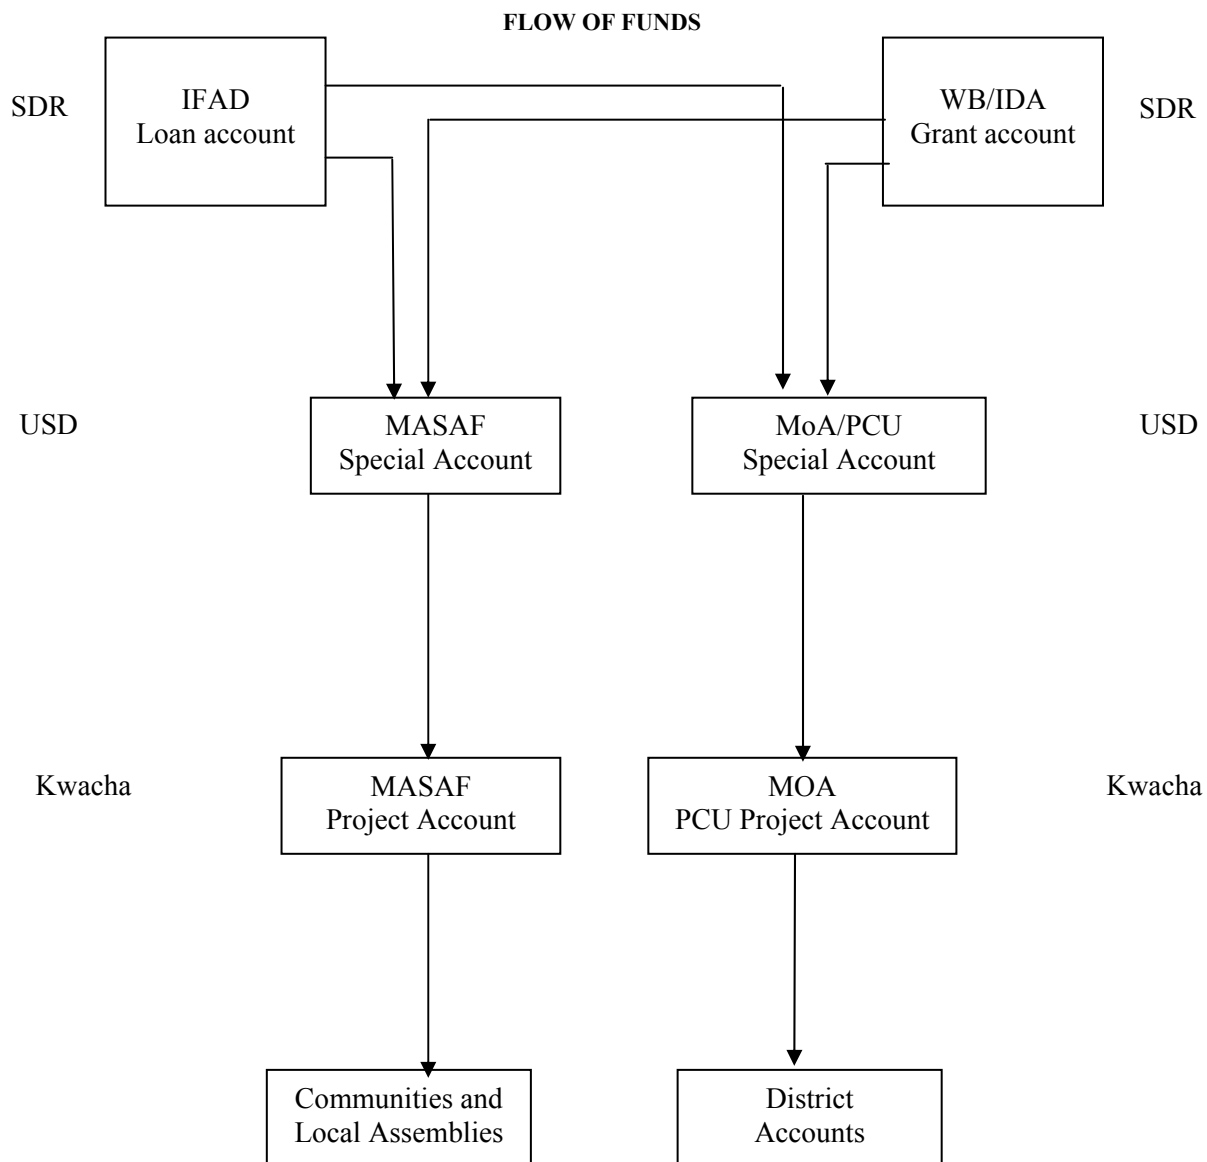 FLOW OF FUNDS
SDR
IFAD
Loan account
WB/IDA
Grant account
SDR
USD
MASAF
Special Account
MoA/PCU
Special Account
USD
Kwacha
MASAF
Project Account
MOA
PCU Project Account
Kwacha
Communities and
Local Assemblies
District
Accounts